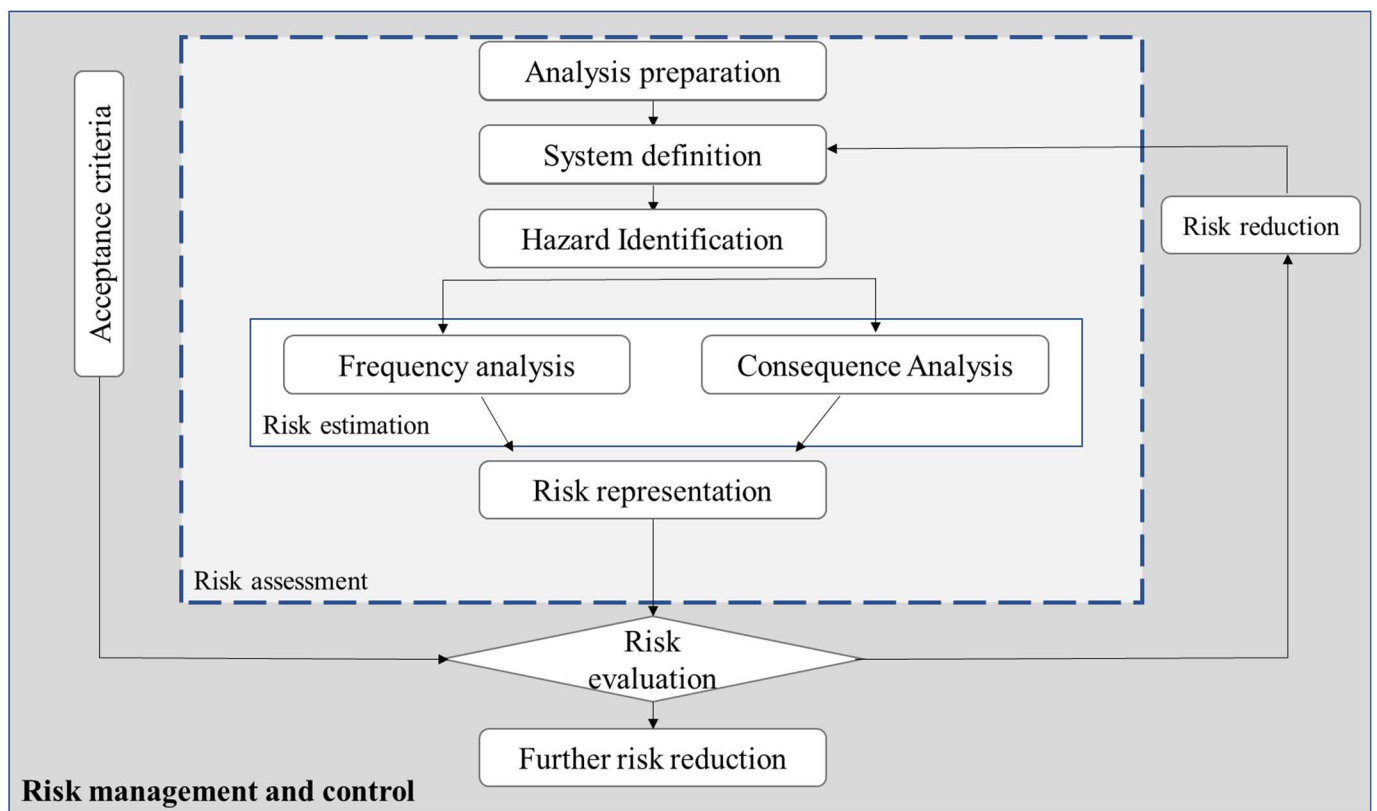 Analysis preparation
Acceptance criteria
System definition
Hazard Identification
Risk reduction
Frequency analysis
Consequence Analysis
Risk estimation
Risk representation
Risk assessment
Risk
evaluation
Further risk reduction
Risk management and control